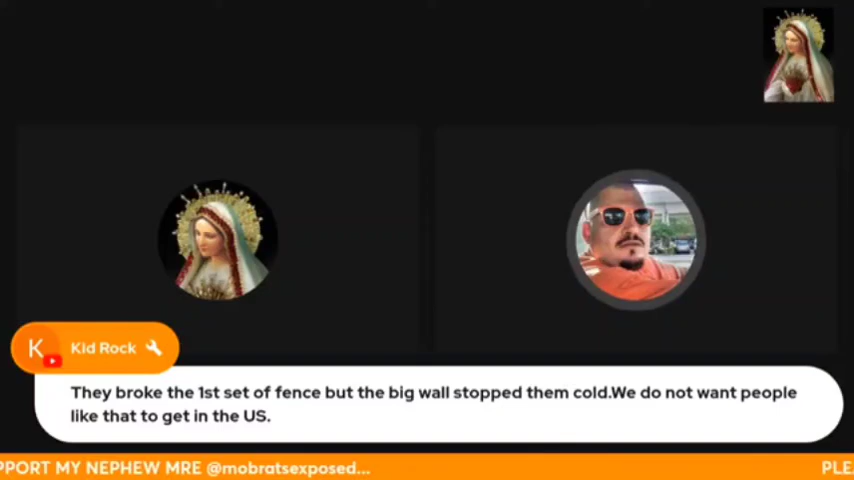 K Kid Rock
They broke the 1st set of fence but the big wall stopped them cold.We do not want people
like that to get in the US.
PPORT MY NEPHEW MRE @mobratsexposed... PLE